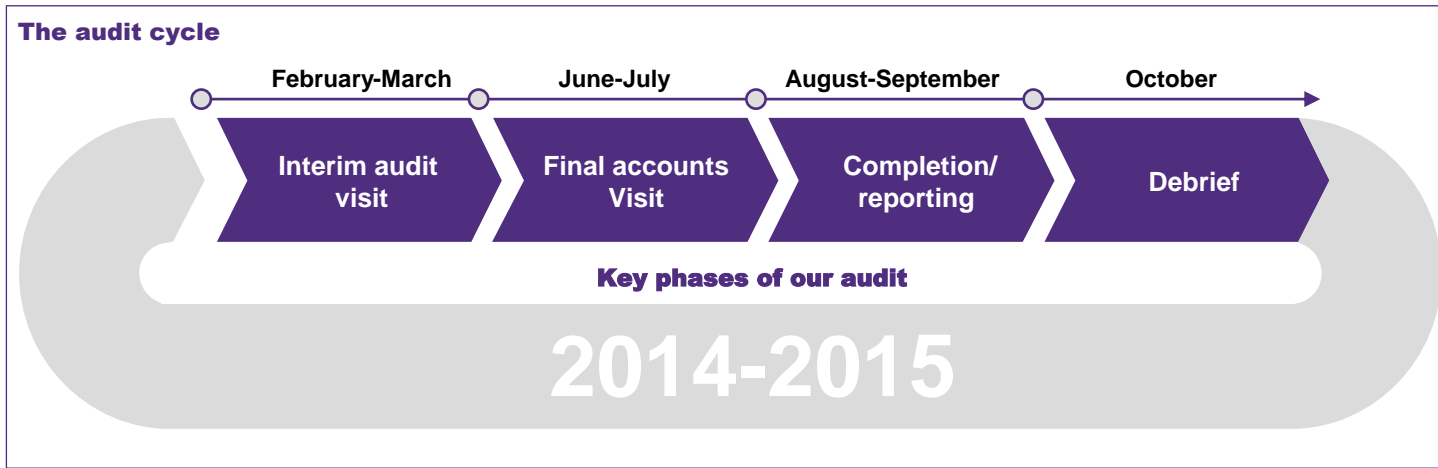 The audit cycle
February-March
June-July
August-September
October
Interim audit
visit
Final accounts
Visit
Completion/
reporting
Debrief
Key phases of our audit
2014-2015